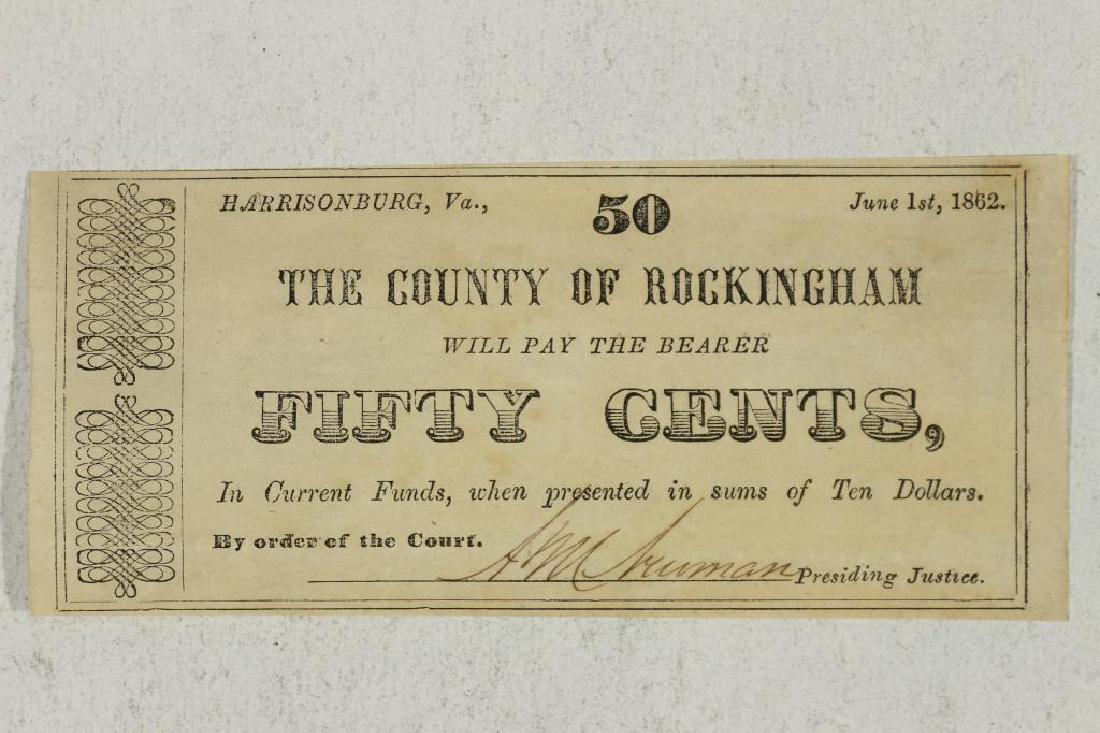 HARRISONBURG, Va., 50 June 1st, 1862.
THE COUNTY OF ROCKINGHAM
WILL PAY THE BEARER
FIFTY CENTS,
In Current Funds, when presented in sums of Ten Dollars.
By order of the Court.
A M Newman Presiding Justice.